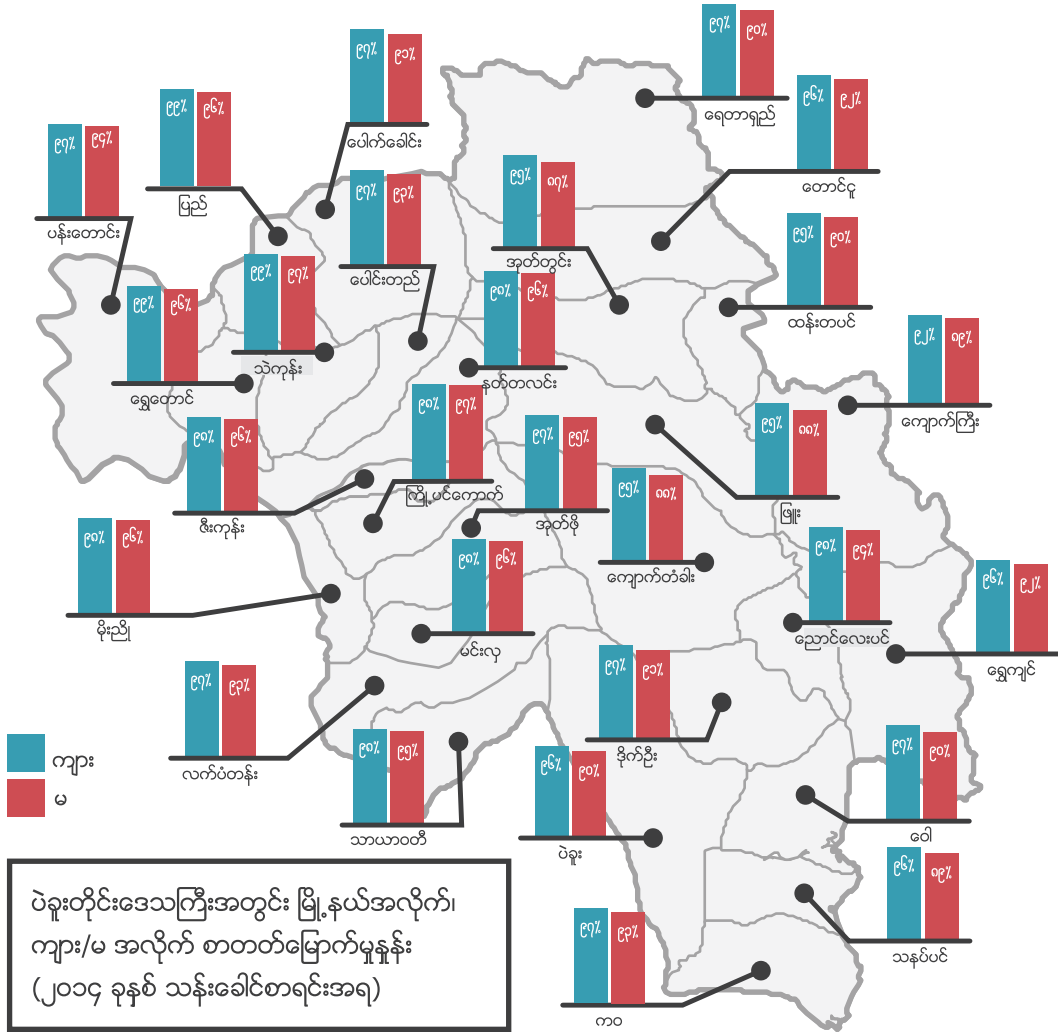 ၉၇% ၉၀%
ရေတာရှည်
၉၇% ၉၁%
ပေါက်ခေါင်း
၉၆% ၉၂%
တောင်ငူ
၉၉% ၉၆%
ပြည်
၉၇% ၉၄%
ပန်းတောင်း
၉၅% ၈၇%
အုတ်တွင်း
၉၇% ၉၃%
ပေါင်းတည်
၉၅% ၉၀%
ထန်းတပင်
၉၉% ၉၇%
သဲကုန်း
၉၈% ၉၆%
နတ်တလင်း
၉၉% ၉၆%
ရွှေတောင်
၉၂% ၈၉%
ကျောက်ကြီး
၉၈% ၉၇%
ကြို့ပင်ကောက်
၉၅% ၈၈%
ဖြူး
၉၈% ၉၆%
ဇီးကုန်း
၉၇% ၉၅%
အုတ်ဖို
၉၅% ၈၈%
ကျောက်တံခါး
၉၈% ၉၆%
မိုးညို
၉၈% ၉၄%
ညောင်လေးပင်
၉၈% ၉၆%
မင်းလှ
၉၆% ၉၂%
ရွှေကျင်
၉၇% ၉၁%
ဒိုက်ဦး
၉၇% ၉၃%
လက်ပံတန်း
၉၈% ၉၅%
သာယာဝတီ
၉၇% ၉၀%
ဝေါ
၉၆% ၉၀%
ပဲခူး
၉၆% ၈၉%
သနပ်ပင်
၉၇% ၉၃%
ကဝ
ကျား
မ
ပဲခူးတိုင်းဒေသကြီးအတွင်း မြို့နယ်အလိုက်၊
ကျား/မ အလိုက် စာတတ်မြောက်မှုနှုန်း
(၂၀၁၄ ခုနှစ် သန်းခေါင်စာရင်းအရ)